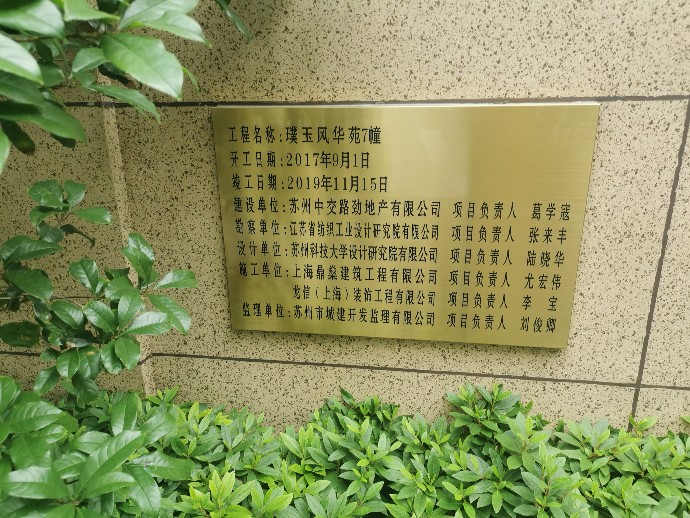 工程名称:璞玉风华苑7幢
开工日期:2017年9月1日
竣工日期:2019年11月15日
建设单位:苏州中交路劲地产有限公司 项目负责人 葛学寇
勘察单位:江苏省纺织工业设计研究院有限公司 项目负责人 张来丰
设计单位:苏州科技大学设计研究院有限公司 项目负责人 陆晓华
施工单位:上海鼎燊建筑工程有限公司 项目负责人 尤宏伟
龙信(上海)装饰工程有限公司 项目负责人 李宝
监理单位:苏州市城建开发监理有限公司 项目负责人 刘俊卿